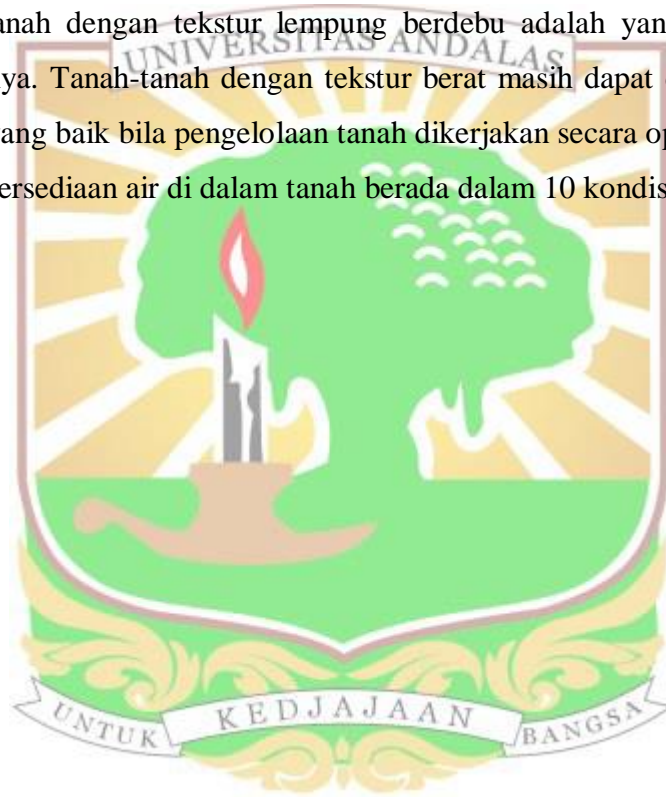 anah dengan tekstur lempung berdebu adalah yan
UNIVERSITAS ANDALAS
ya. Tanah-tanah dengan tekstur berat masih dapat
ang baik bila pengelolaan tanah dikerjakan secara op
ersediaan air di dalam tanah berada dalam 10 kondis
UNTUK KEDJAJAAN BANGSA